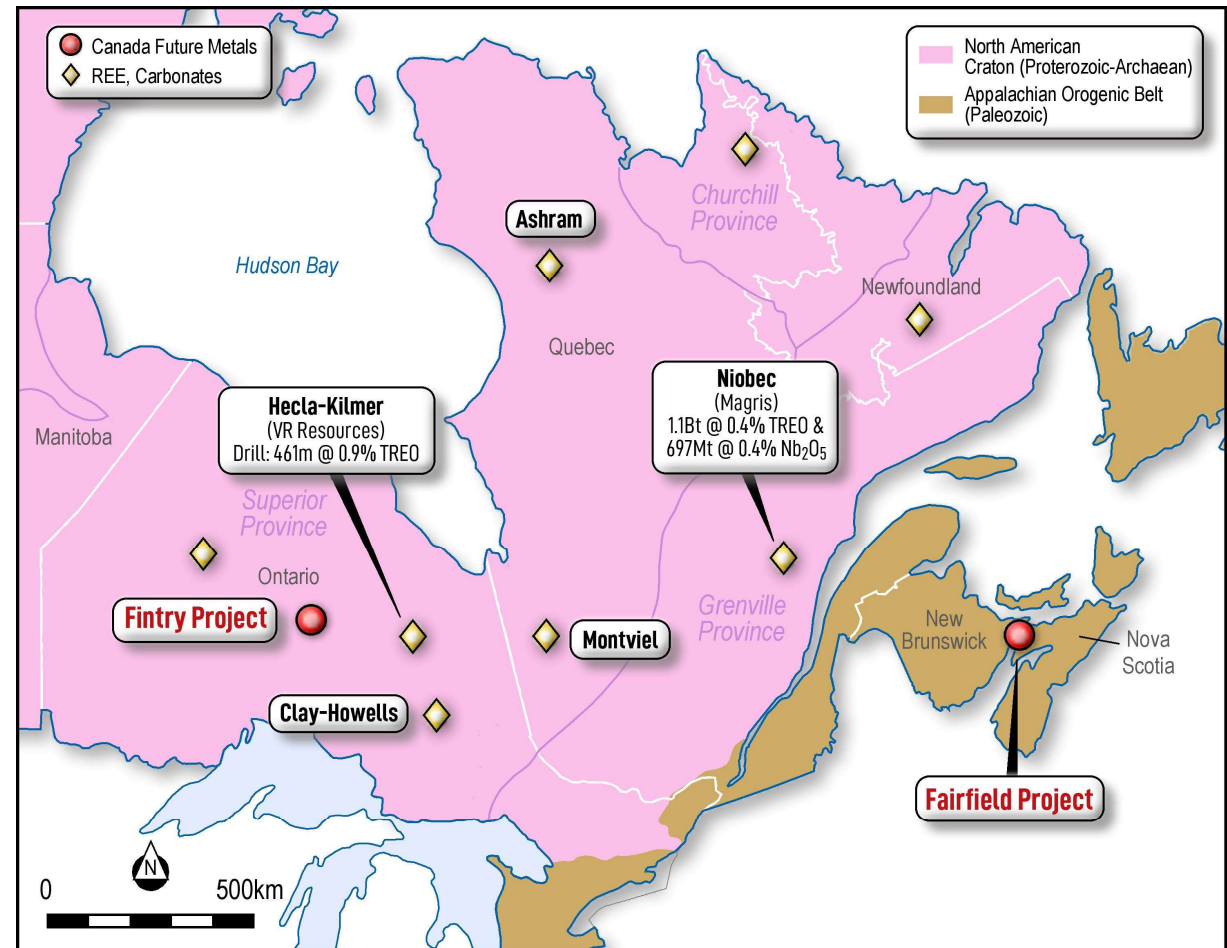 Canada Future Metals
REE, Carbonates
North American
Craton (Proterozoic-Archaean)
Appalachian Orogenic Belt
(Paleozoic)
Churchill
Province
Ashram
Hudson Bay
Newfoundland
Quebec
Niobec
(Magris)
1.1Bt @ 0.4% TREO &
697Mt @ 0.4% Nb₂O₅
Hecla-Kilmer
(VR Resources)
Drill: 461m @ 0.9% TREO
Manitoba
Superior
Province
Ontario
Fintry Project
Grenville
Province
New
Brunswick
Montviel
Nova
Scotia
Clay-Howells
Fairfield Project
N
0
500km